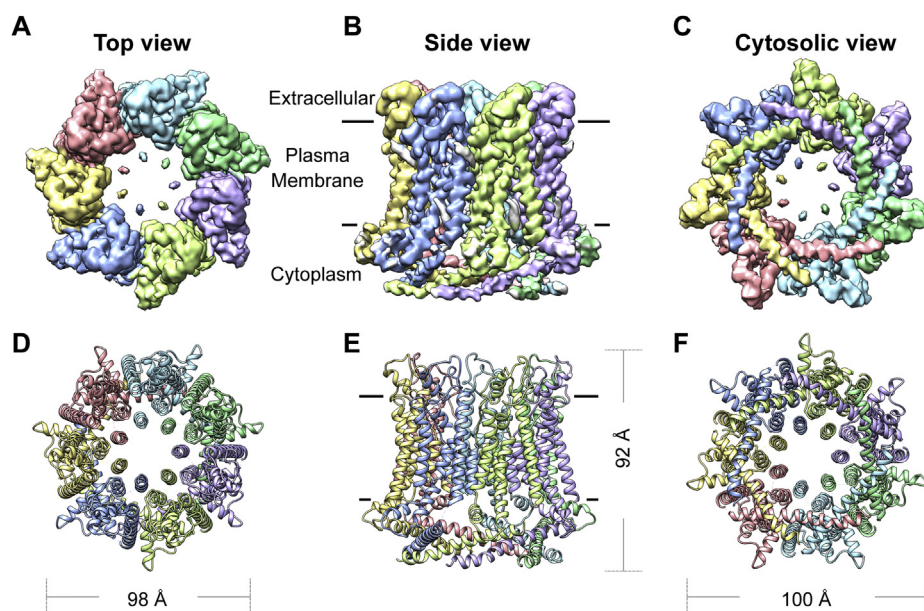 A
Top view
B
Side view
C
Cytosolic view
Extracellular
Plasma
Membrane
Cytoplasm
D
E
F
92 Å
98 Å
100 Å